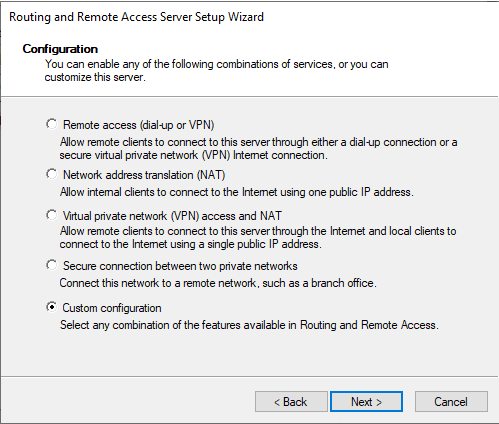 Routing and Remote Access Server Setup Wizard
Configuration
You can enable any of the following combinations of services, or you can
customize this server.
Remote access (dial-up or VPN)
Allow remote clients to connect to this server through either a dial-up connection or a
secure virtual private network (VPN) Internet connection.
Network address translation (NAT)
Allow internal clients to connect to the Internet using one public IP address.
Virtual private network (VPN) access and NAT
Allow remote clients to connect to this server through the Internet and local clients to
connect to the Internet using a single public IP address.
Secure connection between two private networks
Connect this network to a remote network, such as a branch office.
Custom configuration
Select any combination of the features available in Routing and Remote Access.
< Back
Next >
Cancel